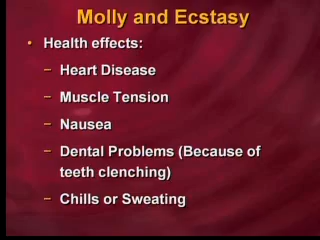 Molly and Ecstasy
• Health effects:
– Heart Disease
– Muscle Tension
– Nausea
– Dental Problems (Because of
teeth clenching)
– Chills or Sweating